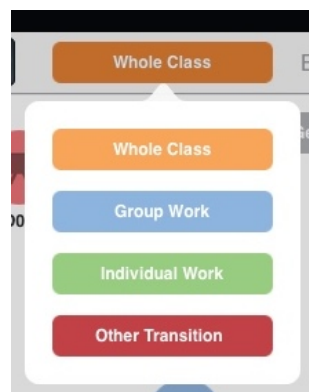 Whole Class
Whole Class
Group Work
Individual Work
Other Transition